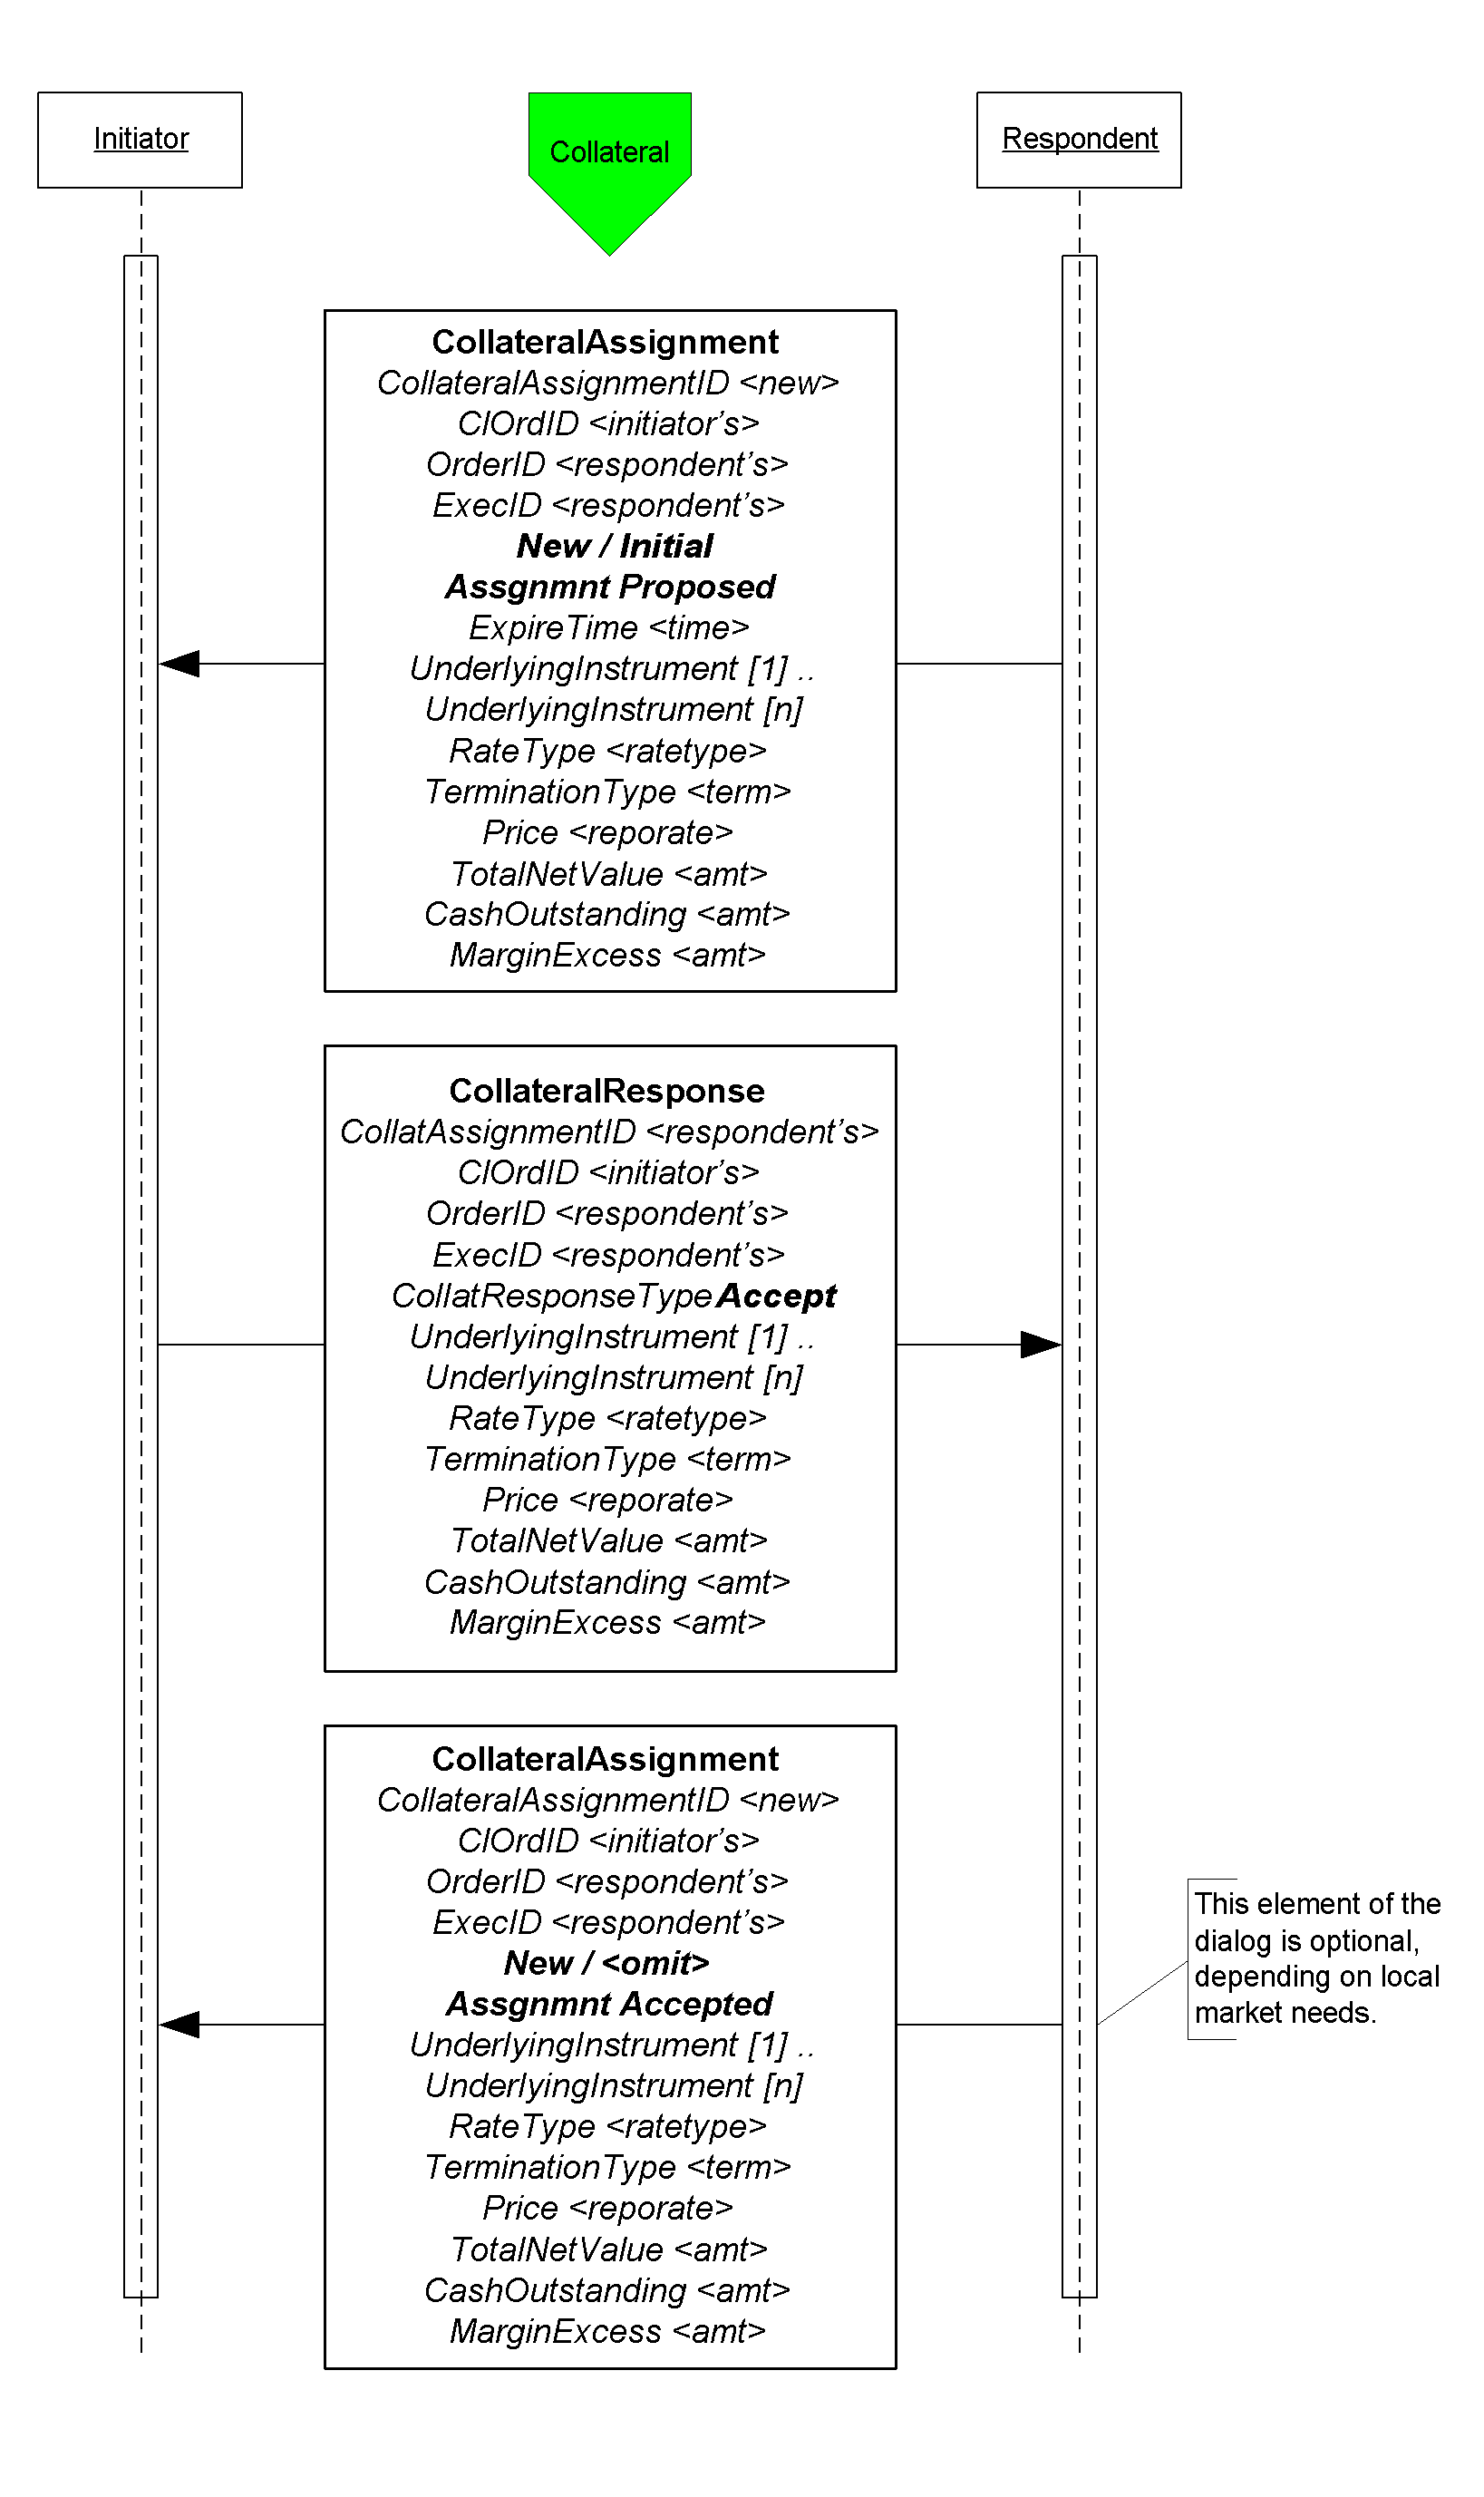 Initiator
Collateral
Respondent
CollateralAssignment
CollateralAssignmentID <new>
ClOrdID <initiator’s>
OrderID <respondent’s>
ExecID <respondent’s>
New / Initial
Assgnmnt Proposed
ExpireTime <time>
UnderlyingInstrument [1] ..
UnderlyingInstrument [n]
RateType <ratetype>
TerminationType <term>
Price <reporate>
TotalNetValue <amt>
CashOutstanding <amt>
MarginExcess <amt>
CollateralResponse
CollatAssignmentID <respondent’s>
ClOrdID <initiator’s>
OrderID <respondent’s>
ExecID <respondent’s>
CollatResponseType Accept
UnderlyingInstrument [1] ..
UnderlyingInstrument [n]
RateType <ratetype>
TerminationType <term>
Price <reporate>
TotalNetValue <amt>
CashOutstanding <amt>
MarginExcess <amt>
CollateralAssignment
CollateralAssignmentID <new>
ClOrdID <initiator’s>
OrderID <respondent’s>
ExecID <respondent’s>
New / <omit>
Assgnmnt Accepted
UnderlyingInstrument [1] ..
UnderlyingInstrument [n]
RateType <ratetype>
TerminationType <term>
Price <reporate>
TotalNetValue <amt>
CashOutstanding <amt>
MarginExcess <amt>
This element of the
dialog is optional,
depending on local
market needs.